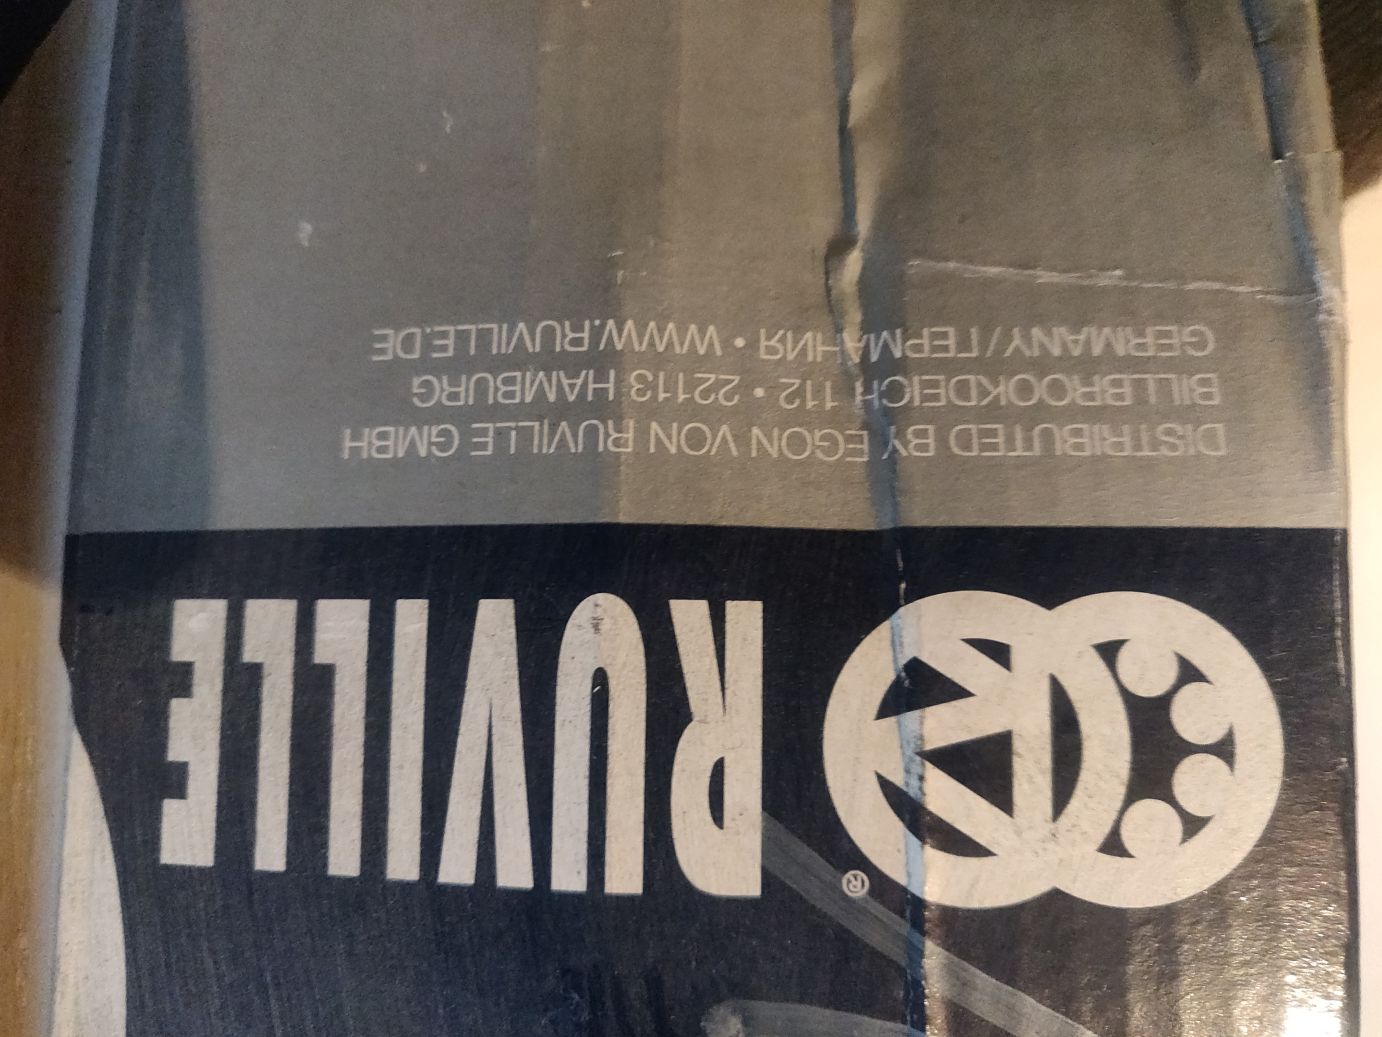 RUVILLE
®
DISTRIBUTED BY EGON VON RUVILLE GMBH
BILLBROOKDEICH 112 • 22113 HAMBURG
GERMANY/ГЕРМАНИЯ • WWW.RUVILLE.DE